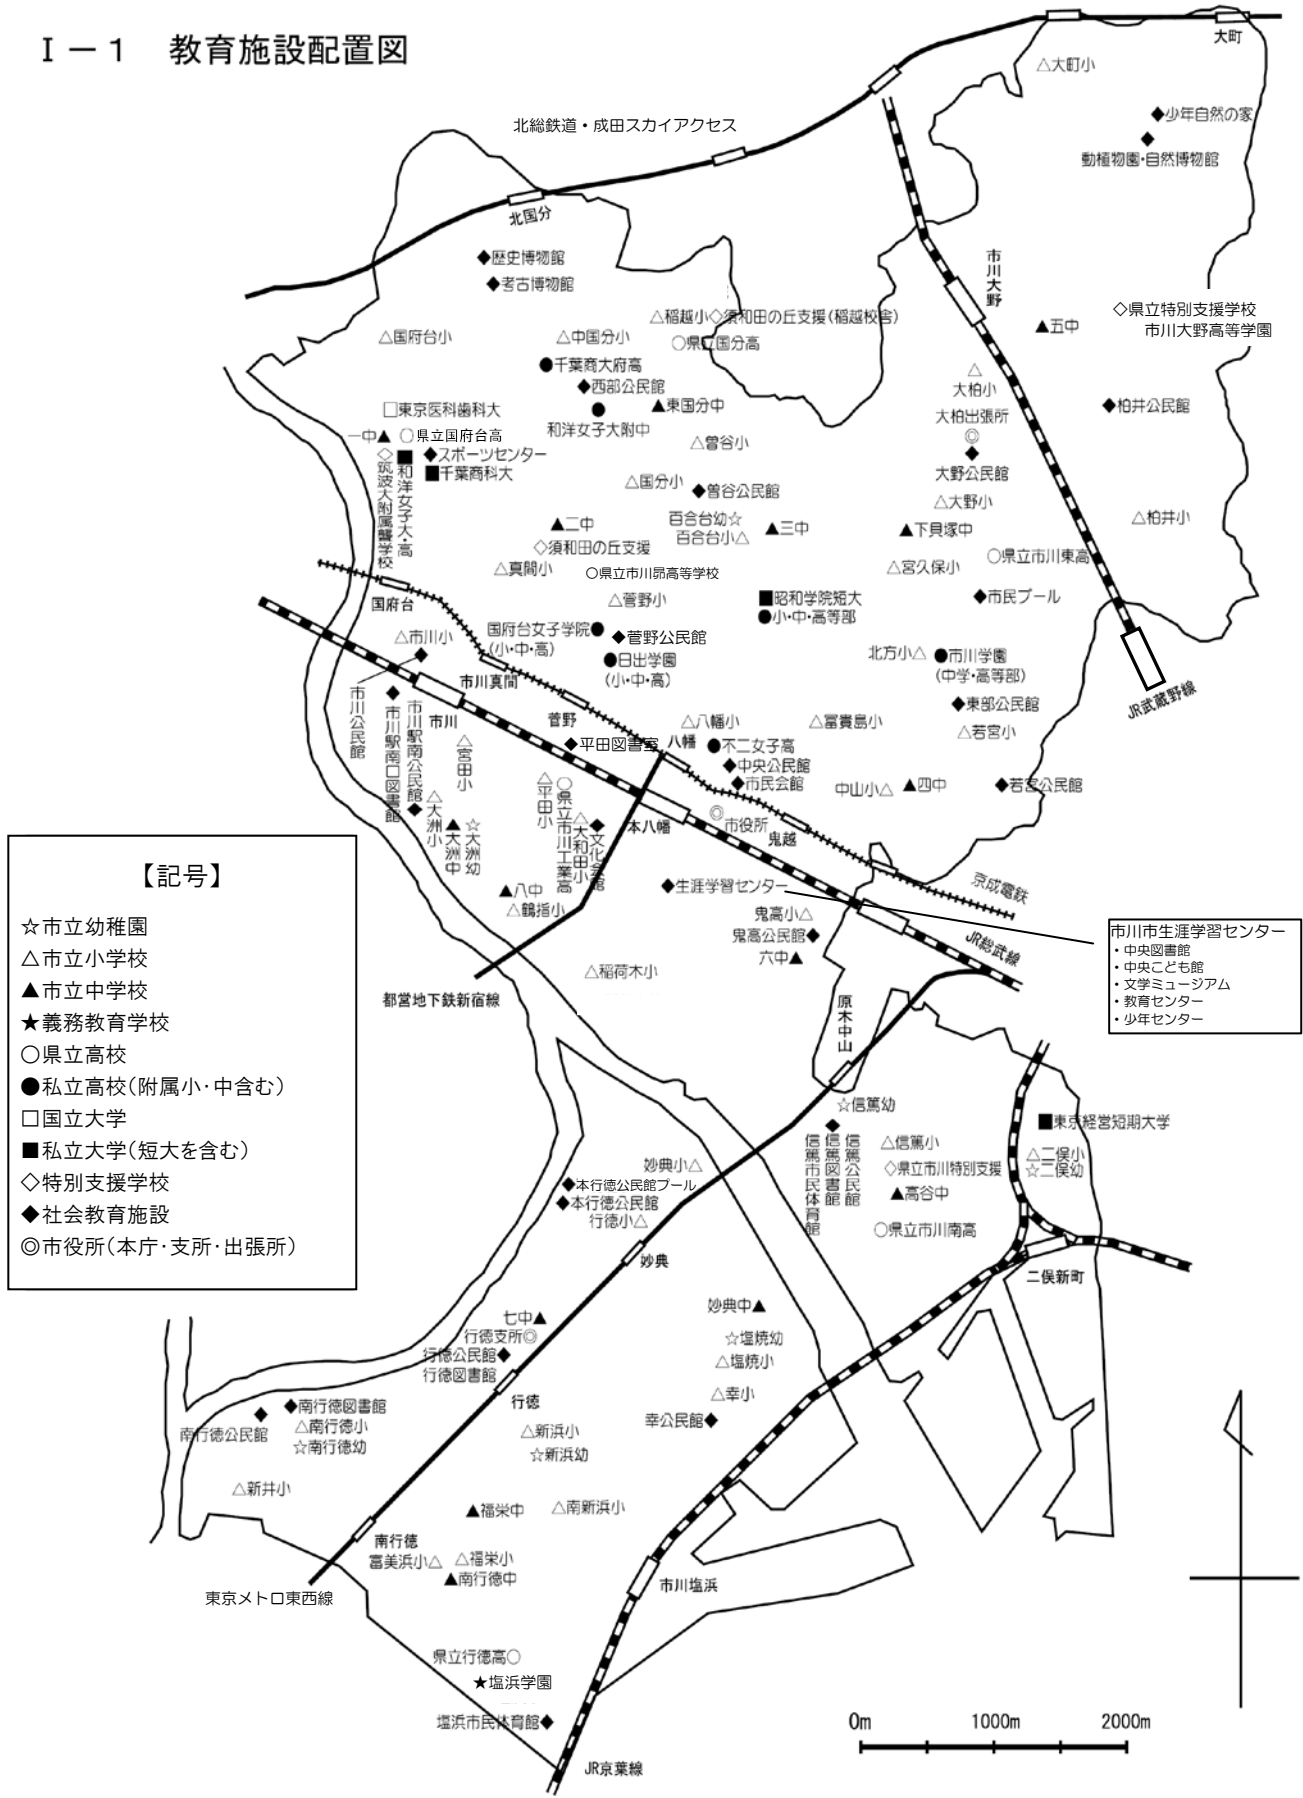 Ⅰ－１　教育施設配置図
大町
△大町小
◆少年自然の家
◆
動植物園・自然博物館
北総鉄道・成田スカイアクセス
北国分
◆歴史博物館
◆考古博物館
市川大野
◇県立特別支援学校
市川大野高等学園
▲五中
△稲越小◇須和田の丘支援(稲越校舎)
○県立国分高
△国府台小
△中国分小
●千葉商大府高
◆西部公民館
●
和洋女子大附中
▲東国分中
△
大柏小
大柏出張所
◎
◆
大野公民館
◆柏井公民館
□東京医科歯科大
一中▲
○県立国府台高
◆スポーツセンター
■千葉商科大
◇筑波大附属聾学校
■和洋女子大・高
△曽谷小
△国分小
◆曽谷公民館
△大野小
△柏井小
▲二中
百合台幼☆
百合台小△
▲三中
▲下貝塚中
◇須和田の丘支援
○県立市川東高
△真間小
○県立市川昴高等学校
△宮久保小
国府台
△菅野小
■昭和学院短大
●小・中・高等部
◆市民プール
△市川小
◆
国府台女子学院●
(小・中・高)
◆菅野公民館
●日出学園
(小・中・高)
北方小△
●市川学園
(中学・高等部)
市川真間
市川公民館
◆市川駅南口図書館
市川駅南公民館◆
市川
菅野
JR武蔵野線
◆東部公民館
△八幡小
△冨貴島小
△若宮小
△宮田小
◆平田図書室
八幡
●不二女子高
◆中央公民館
◆市民会館
中山小△
▲四中
◆若宮公民館
△大洲小
▲大洲中
☆大洲幼
△平田小
○県立市川工業高
△大和田小
◆文化会館
本八幡
◎市役所
鬼越
▲八中
△鶴指小
◆生涯学習センター
京成電鉄
鬼高小△
鬼高公民館◆
六中▲
JR総武線
△稲荷木小
都営地下鉄新宿線
原木中山
市川市生涯学習センター
・中央図書館
・中央こども館
・文学ミュージアム
・教育センター
・少年センター
【記号】
☆市立幼稚園
△市立小学校
▲市立中学校
★義務教育学校
○県立高校
●私立高校(附属小・中含む)
□国立大学
■私立大学(短大を含む)
◇特別支援学校
◆社会教育施設
◎市役所(本庁・支所・出張所)
☆信篤幼
◆
信篤市民体育館
信篤図書館
信篤公民館
△信篤小
◇県立市川特別支援
▲高谷中
○県立市川南高
■東京経営短期大学
△二俣小
☆二俣幼
妙典小△
◆本行徳公民館プール
◆本行徳公民館
行徳小△
妙典
二俣新町
七中▲
行徳支所◎
行徳公民館◆
行徳図書館
妙典中▲
☆塩焼幼
△塩焼小
行徳
△幸小
幸公民館◆
◆南行徳図書館
◆
南行徳公民館
△南行徳小
☆南行徳幼
△新浜小
☆新浜幼
△新井小
▲福栄中
△南新浜小
南行徳
富美浜小△
△福栄小
▲南行徳中
市川塩浜
東京メトロ東西線
県立行徳高○
★塩浜学園
塩浜市民体育館◆
JR京葉線
0m
1000m
2000m